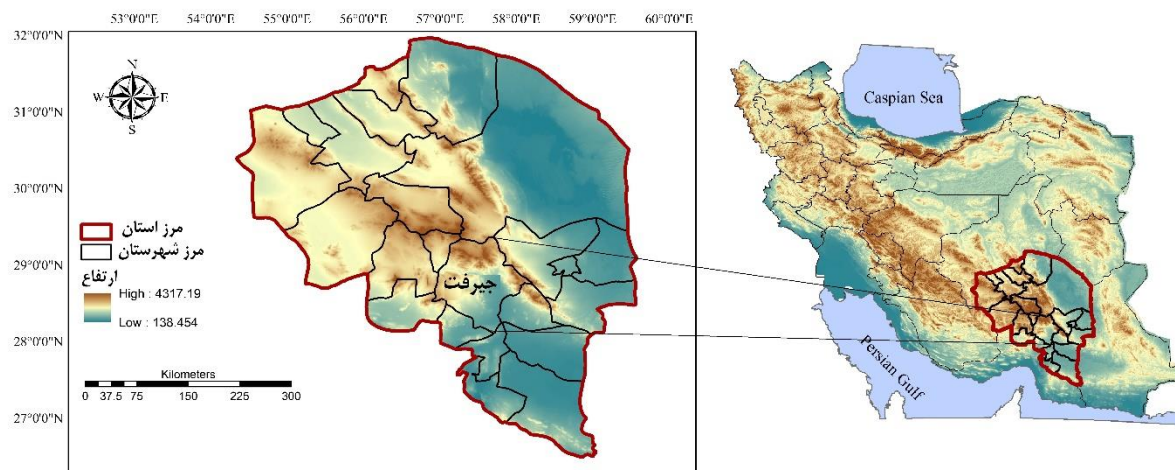 53°0'0"E 54°0'0"E 55°0'0"E 56°0'0"E 57°0'0"E 58°0'0"E 59°0'0"E 60°0'0"E
32°0'0"N
31°0'0"N
30°0'0"N
29°0'0"N
28°0'0"N
27°0'0"N
N
W E
S
مرز استان
مرز شهرستان
ارتفاع
High : 4317.19
Low : 138.454
Kilometers
0 37.5 75 150 225 300
جیرفت
Caspian Sea
Persian Gulf